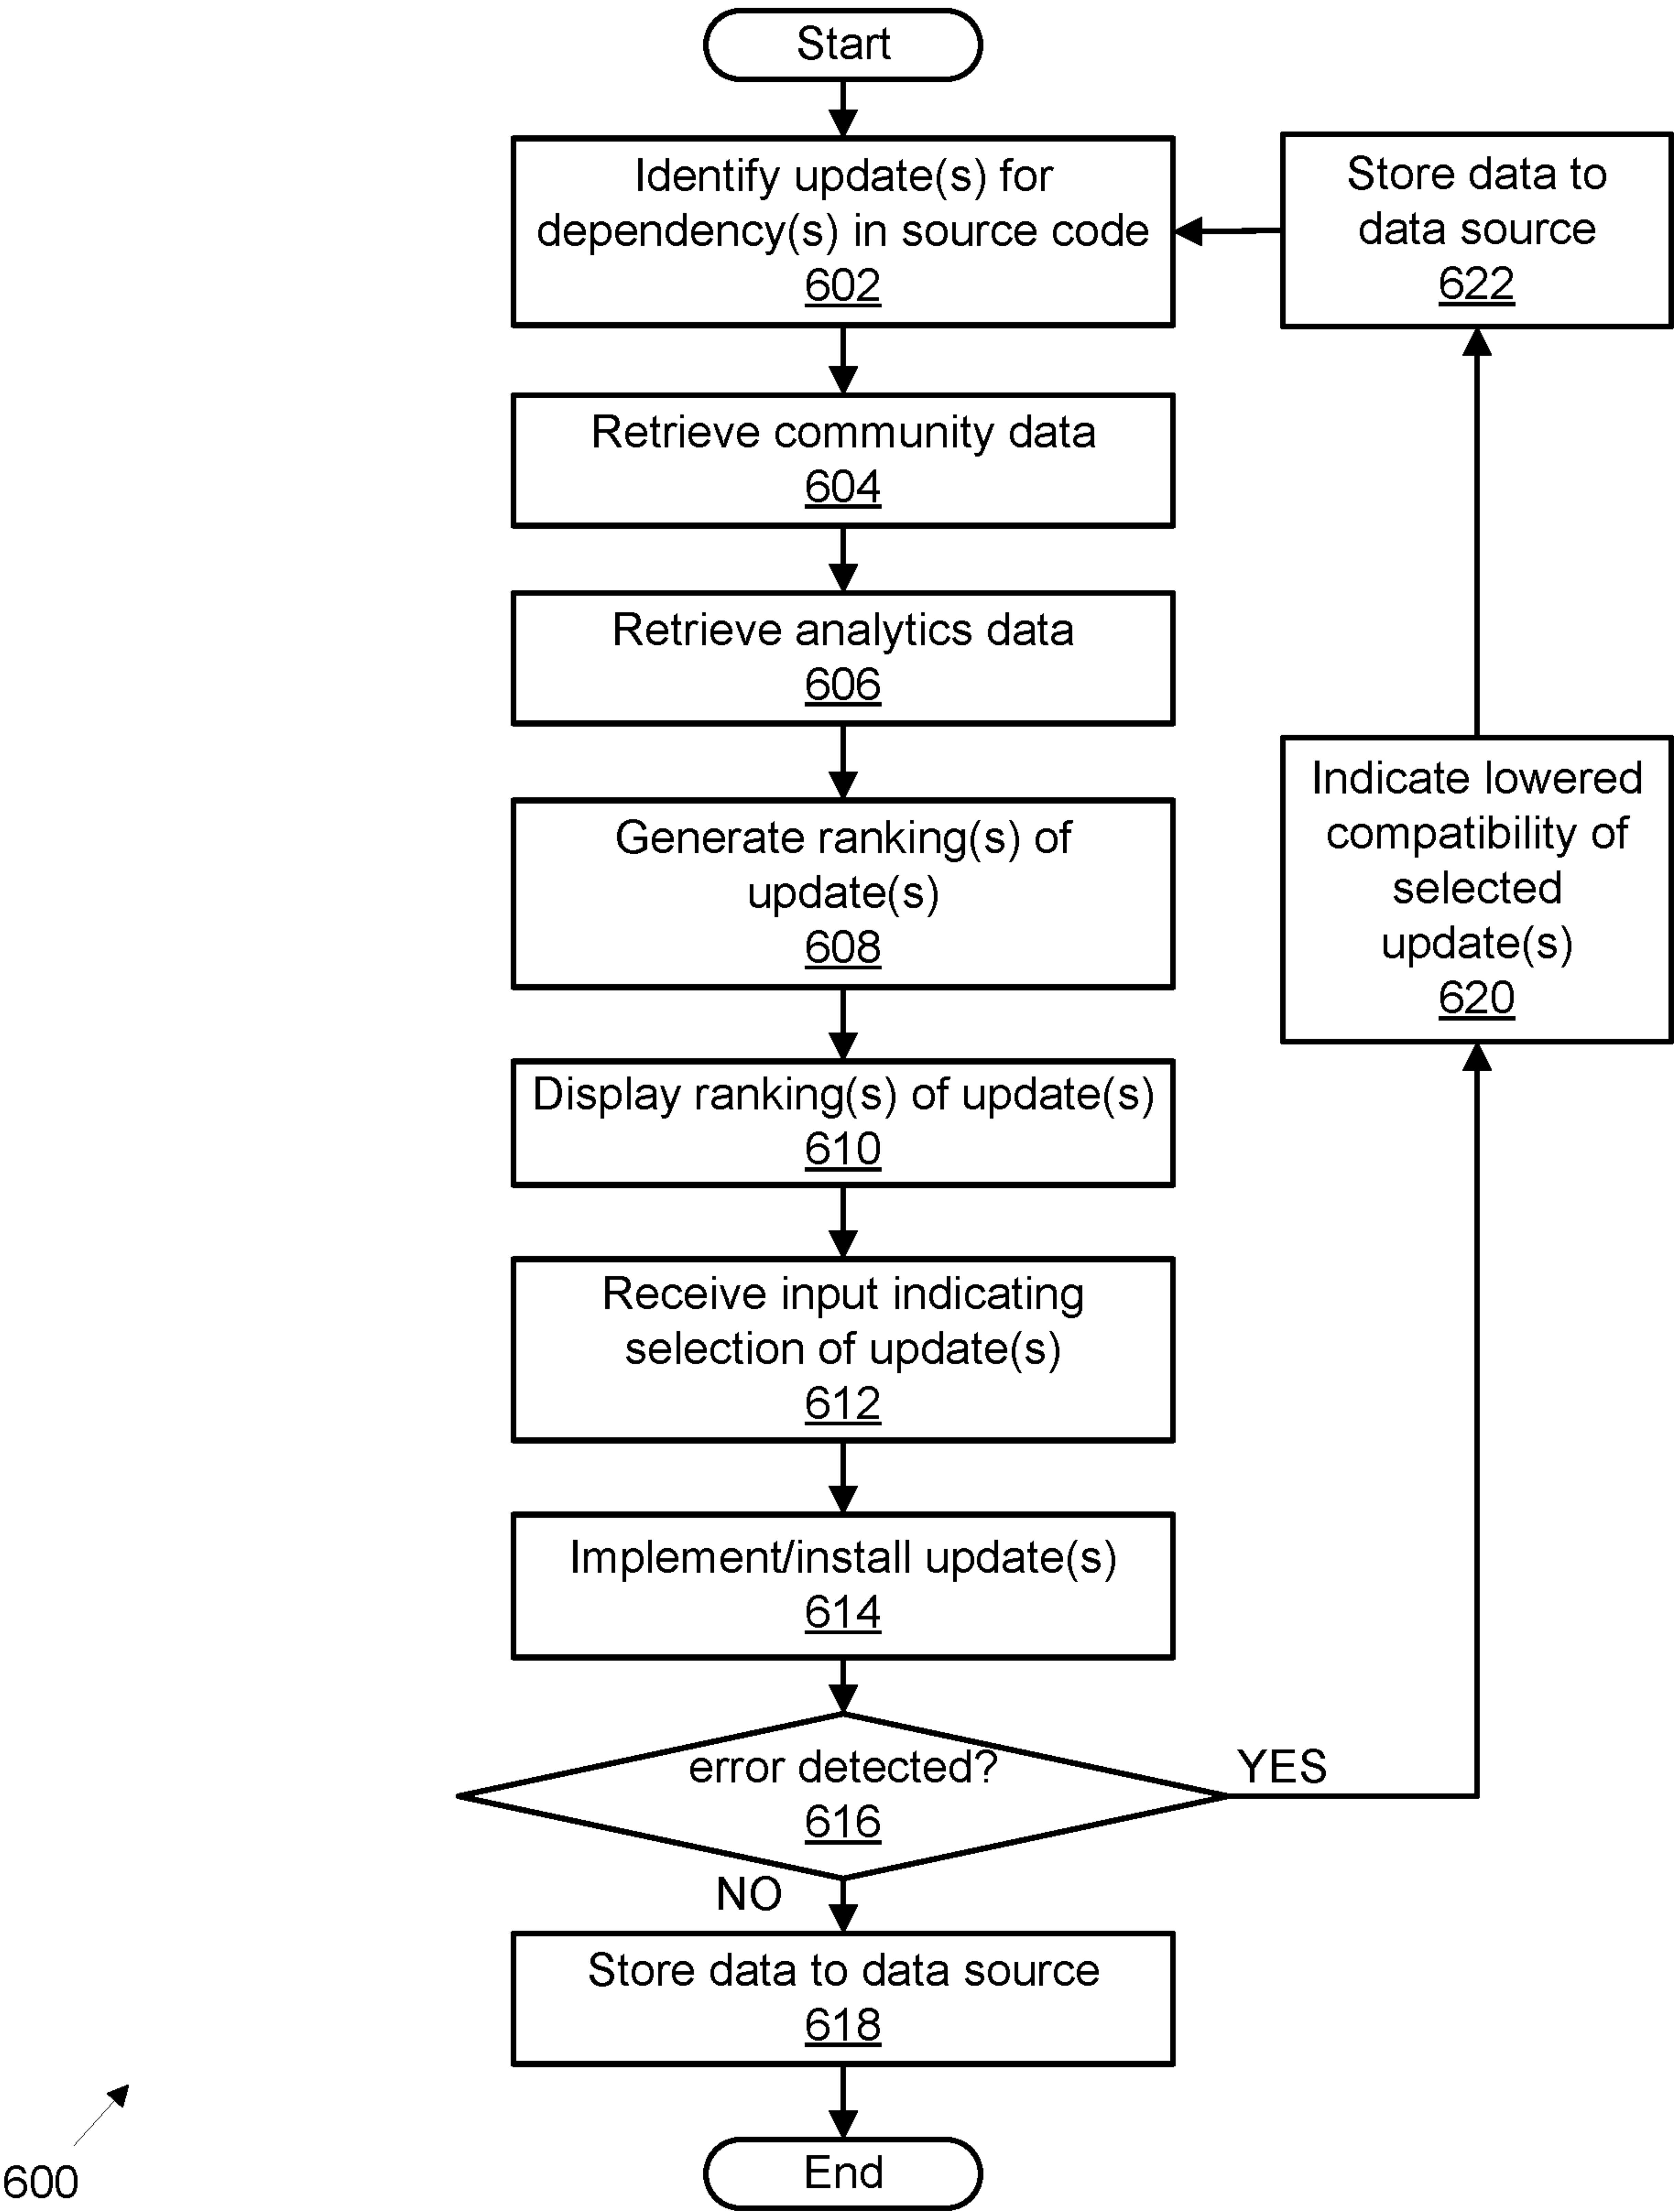 Start
Identify update(s) for
dependency(s) in source code
602
Store data to
data source
622
Retrieve community data
604
Retrieve analytics data
606
Generate ranking(s) of
update(s)
608
Indicate lowered
compatibility of
selected
update(s)
620
Display ranking(s) of update(s)
610
Receive input indicating
selection of update(s)
612
Implement/install update(s)
614
error detected?
616
YES
NO
Store data to data source
618
End
600